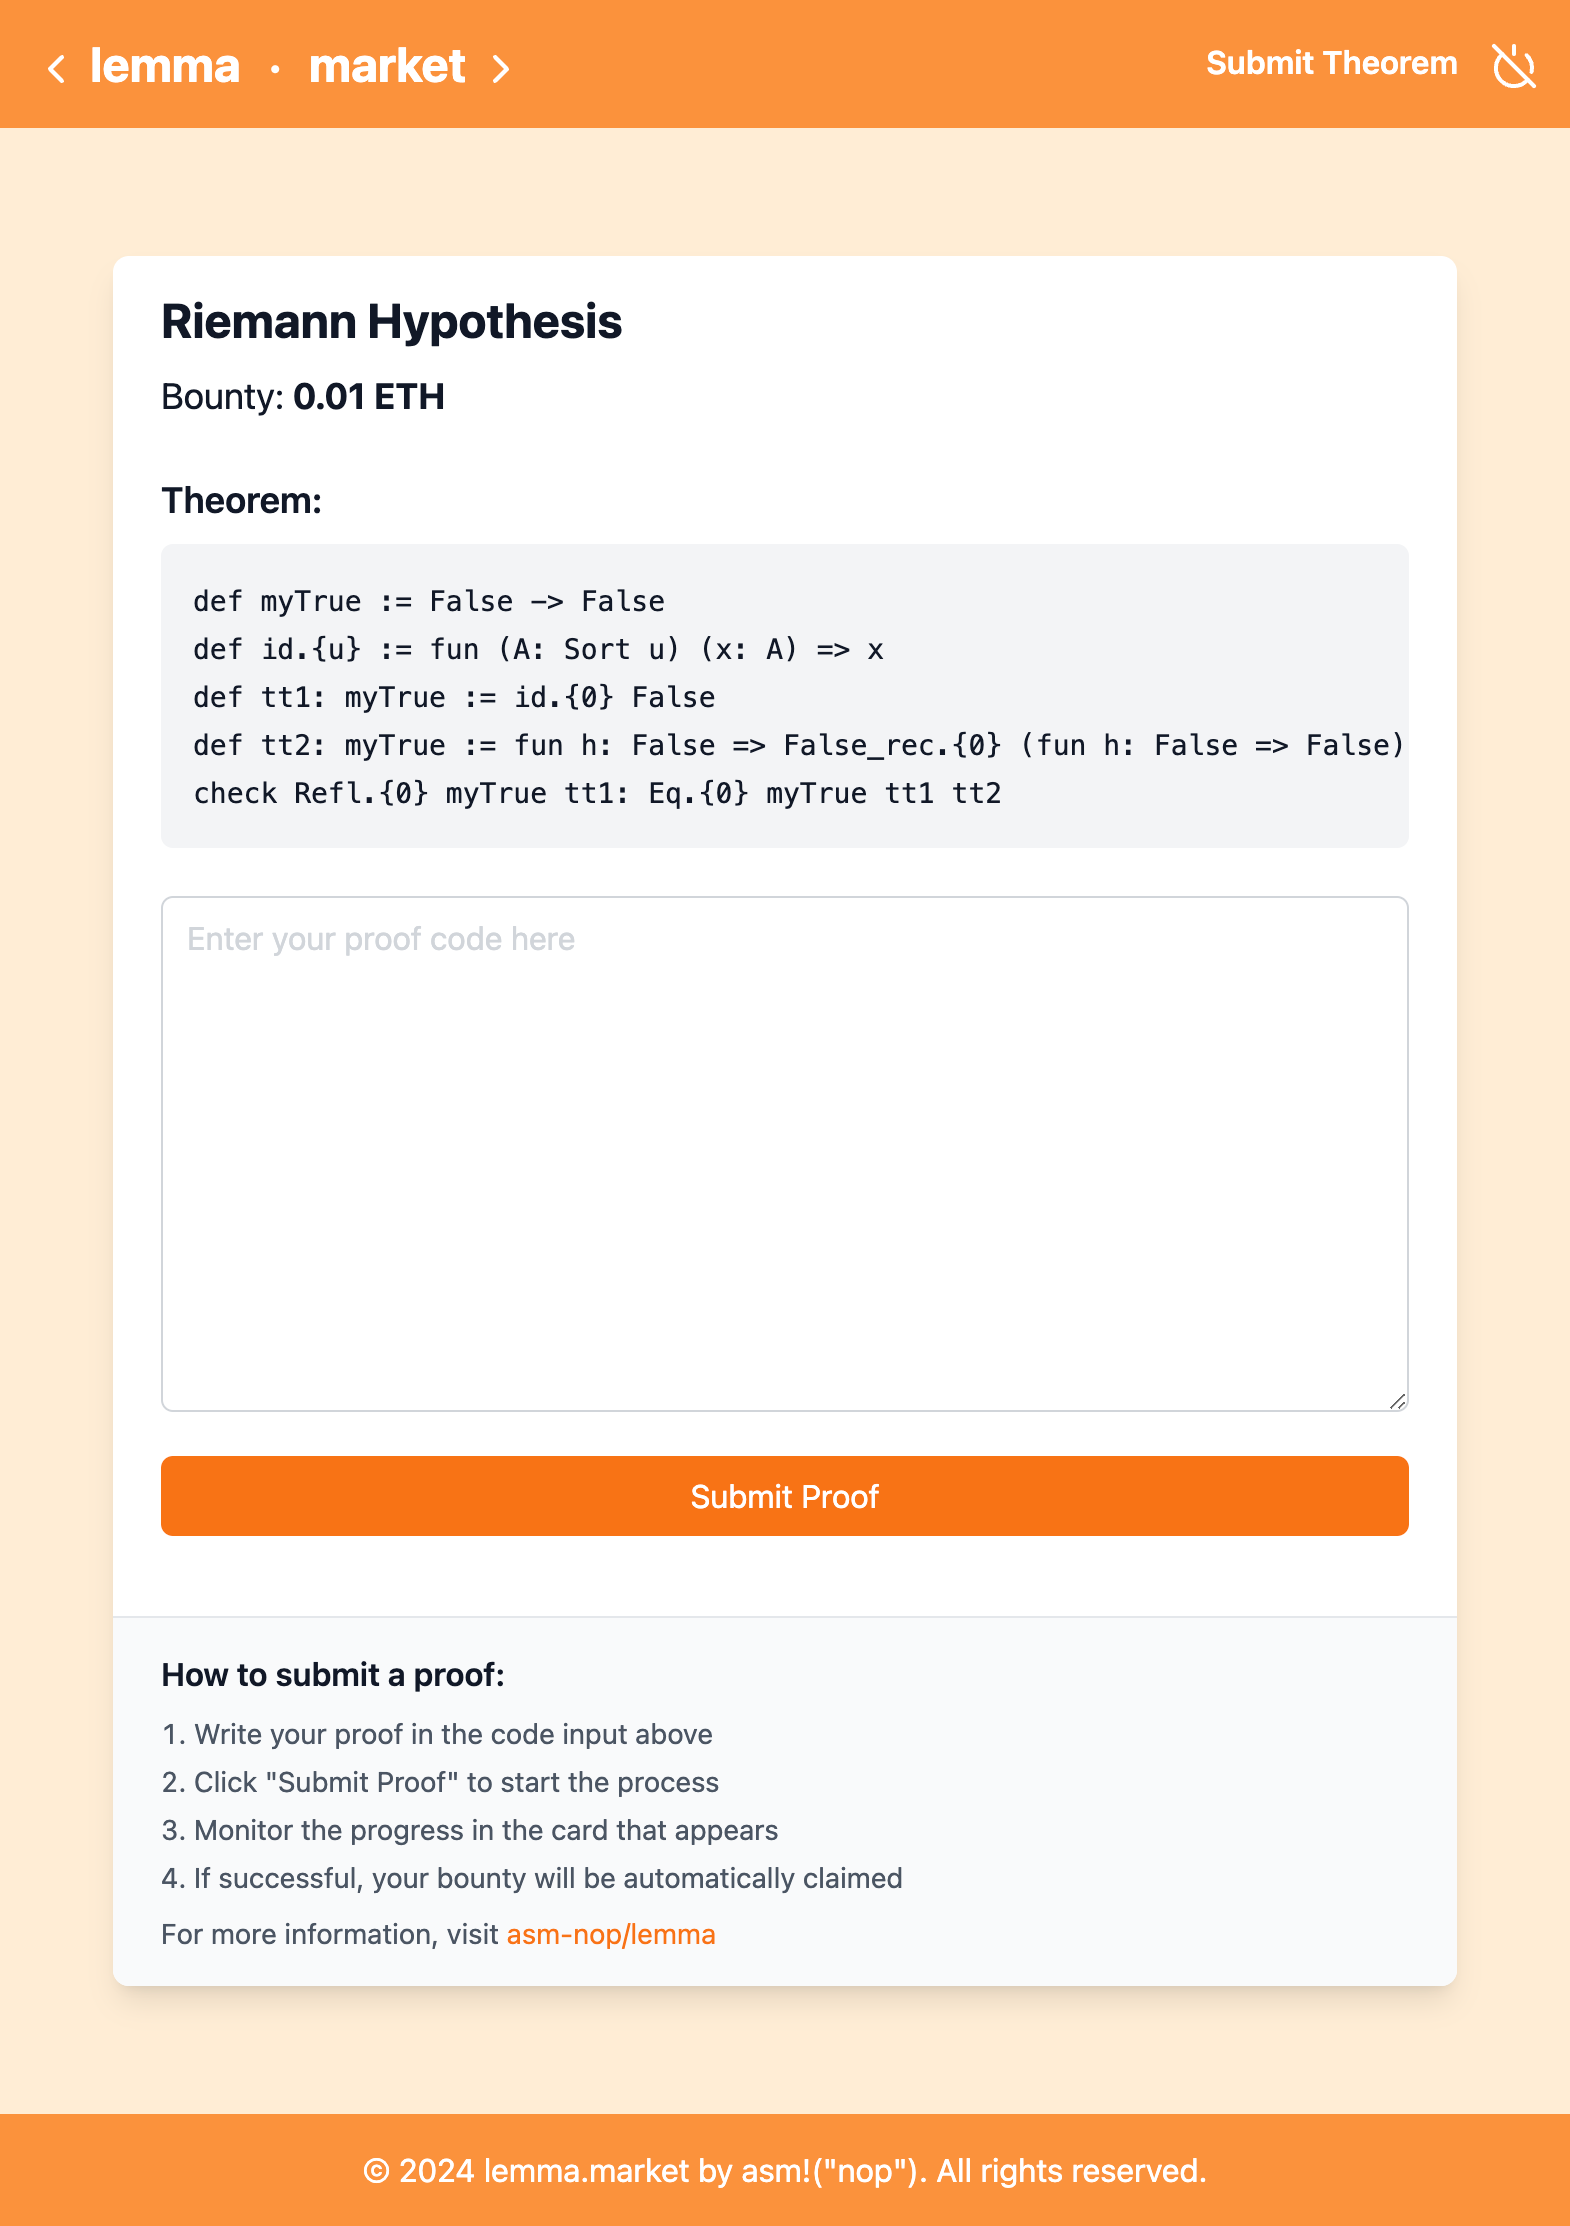 lemma · market
Submit Theorem
Riemann Hypothesis
Bounty: 0.01 ETH
Theorem:
def myTrue := False -> False
def id.{u} := fun (A: Sort u) (x: A) => x
def tt1: myTrue := id.{0} False
def tt2: myTrue := fun h: False => False_rec.{0} (fun h: False => False)
check Refl.{0} myTrue tt1: Eq.{0} myTrue tt1 tt2
Enter your proof code here
Submit Proof
How to submit a proof:
1. Write your proof in the code input above
2. Click "Submit Proof" to start the process
3. Monitor the progress in the card that appears
4. If successful, your bounty will be automatically claimed
For more information, visit asm-nop/lemma
© 2024 lemma.market by asm!("nop"). All rights reserved.